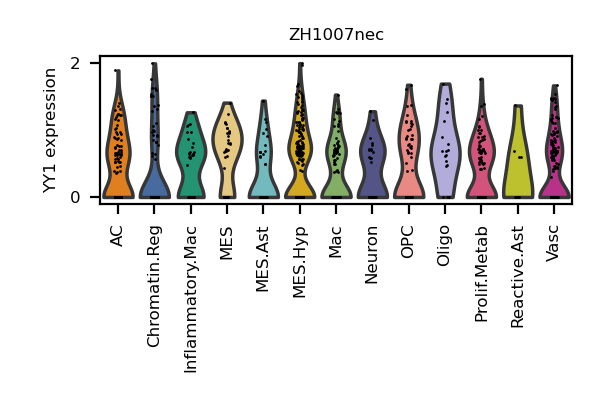 ZH1007nec
YY1 expression
2
0
AC
Chromatin.Reg
Inflammatory.Mac
MES
MES.Ast
MES.Hyp
Mac
Neuron
OPC
Oligo
Prolif.Metab
Reactive.Ast
Vasc